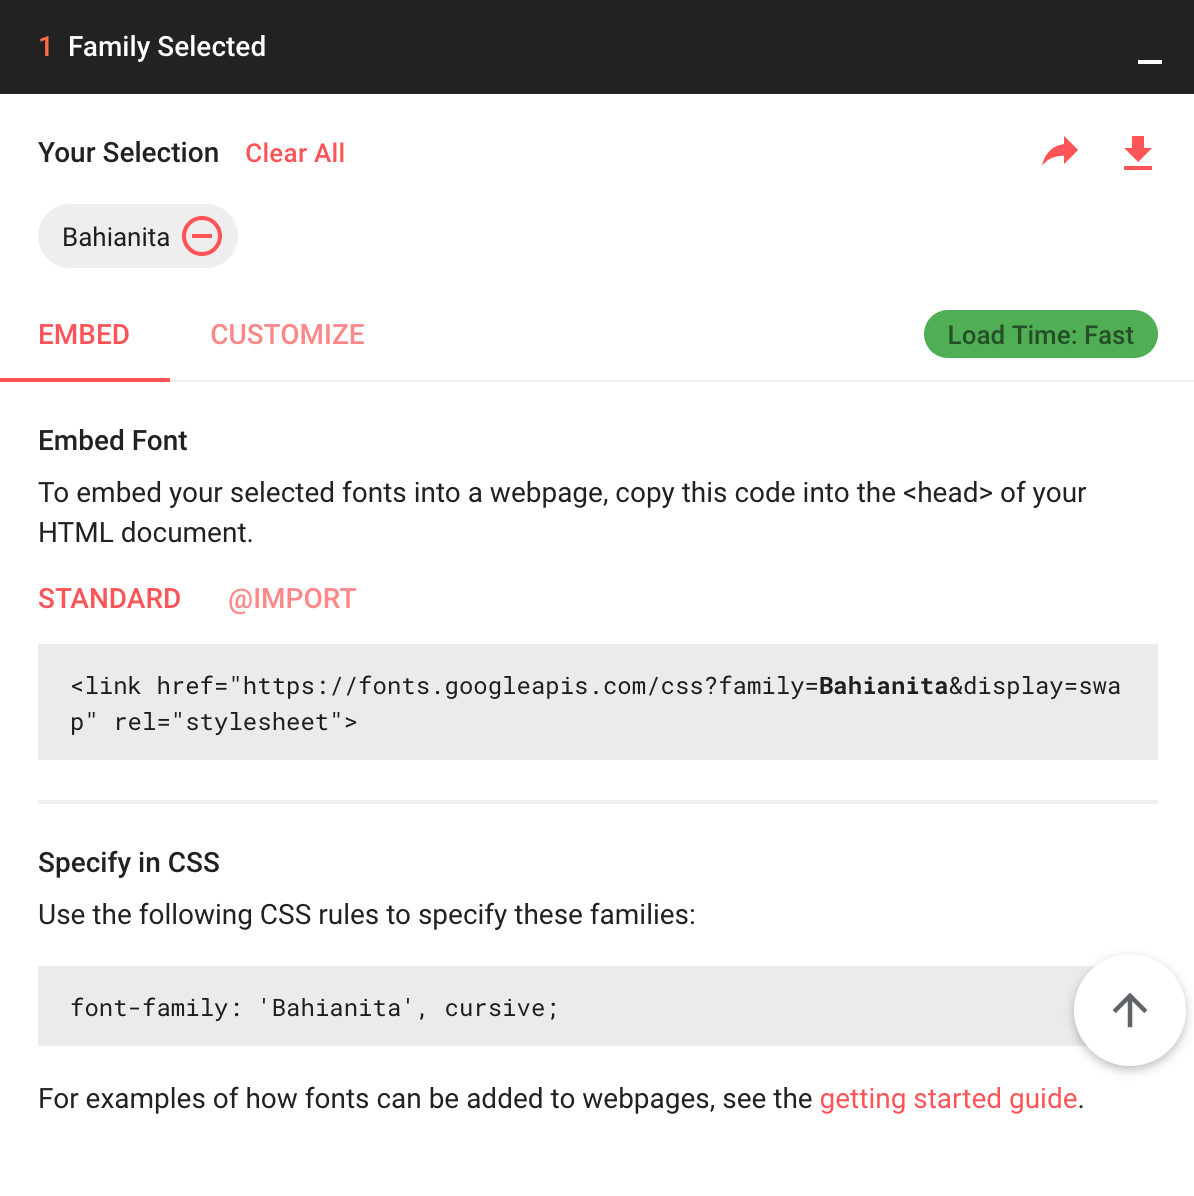 1 Family Selected
Your Selection Clear All
Bahianita
EMBED CUSTOMIZE Load Time: Fast
Embed Font
To embed your selected fonts into a webpage, copy this code into the <head> of your
HTML document.
STANDARD @IMPORT
<link href="https://fonts.googleapis.com/css?family=Bahianita&display=swa
p" rel="stylesheet">
Specify in CSS
Use the following CSS rules to specify these families:
font-family: 'Bahianita', cursive;
For examples of how fonts can be added to webpages, see the getting started guide.